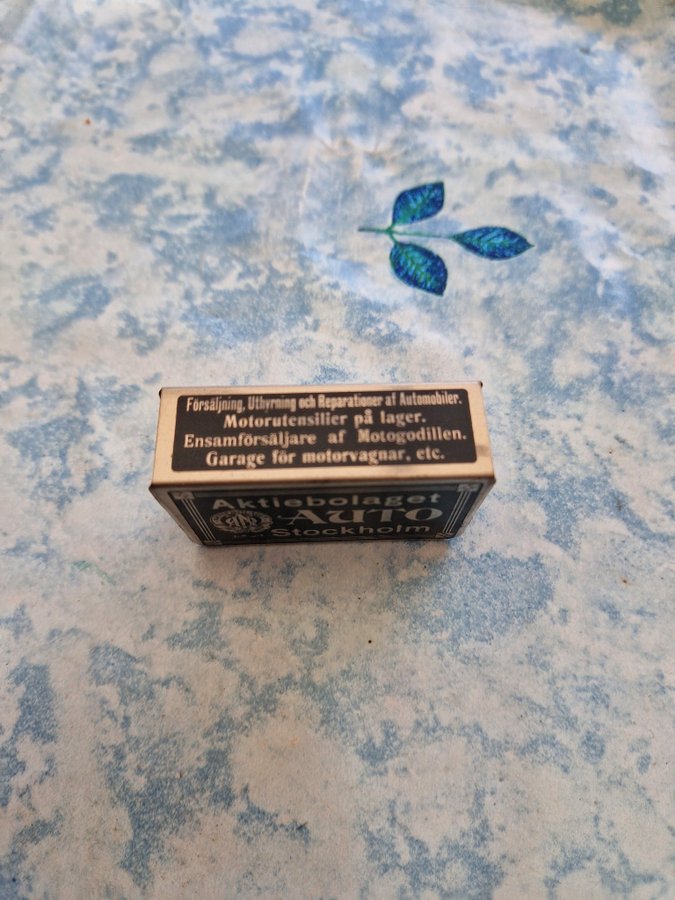 Försäljning, Uthyrning och Reparationer af Automobiler.
Motorutensilier på lager.
Ensamförsäljare af Motogodillen.
Garage för motorvagnar, etc.
Aktiebolaget
AUTO
Stockholm